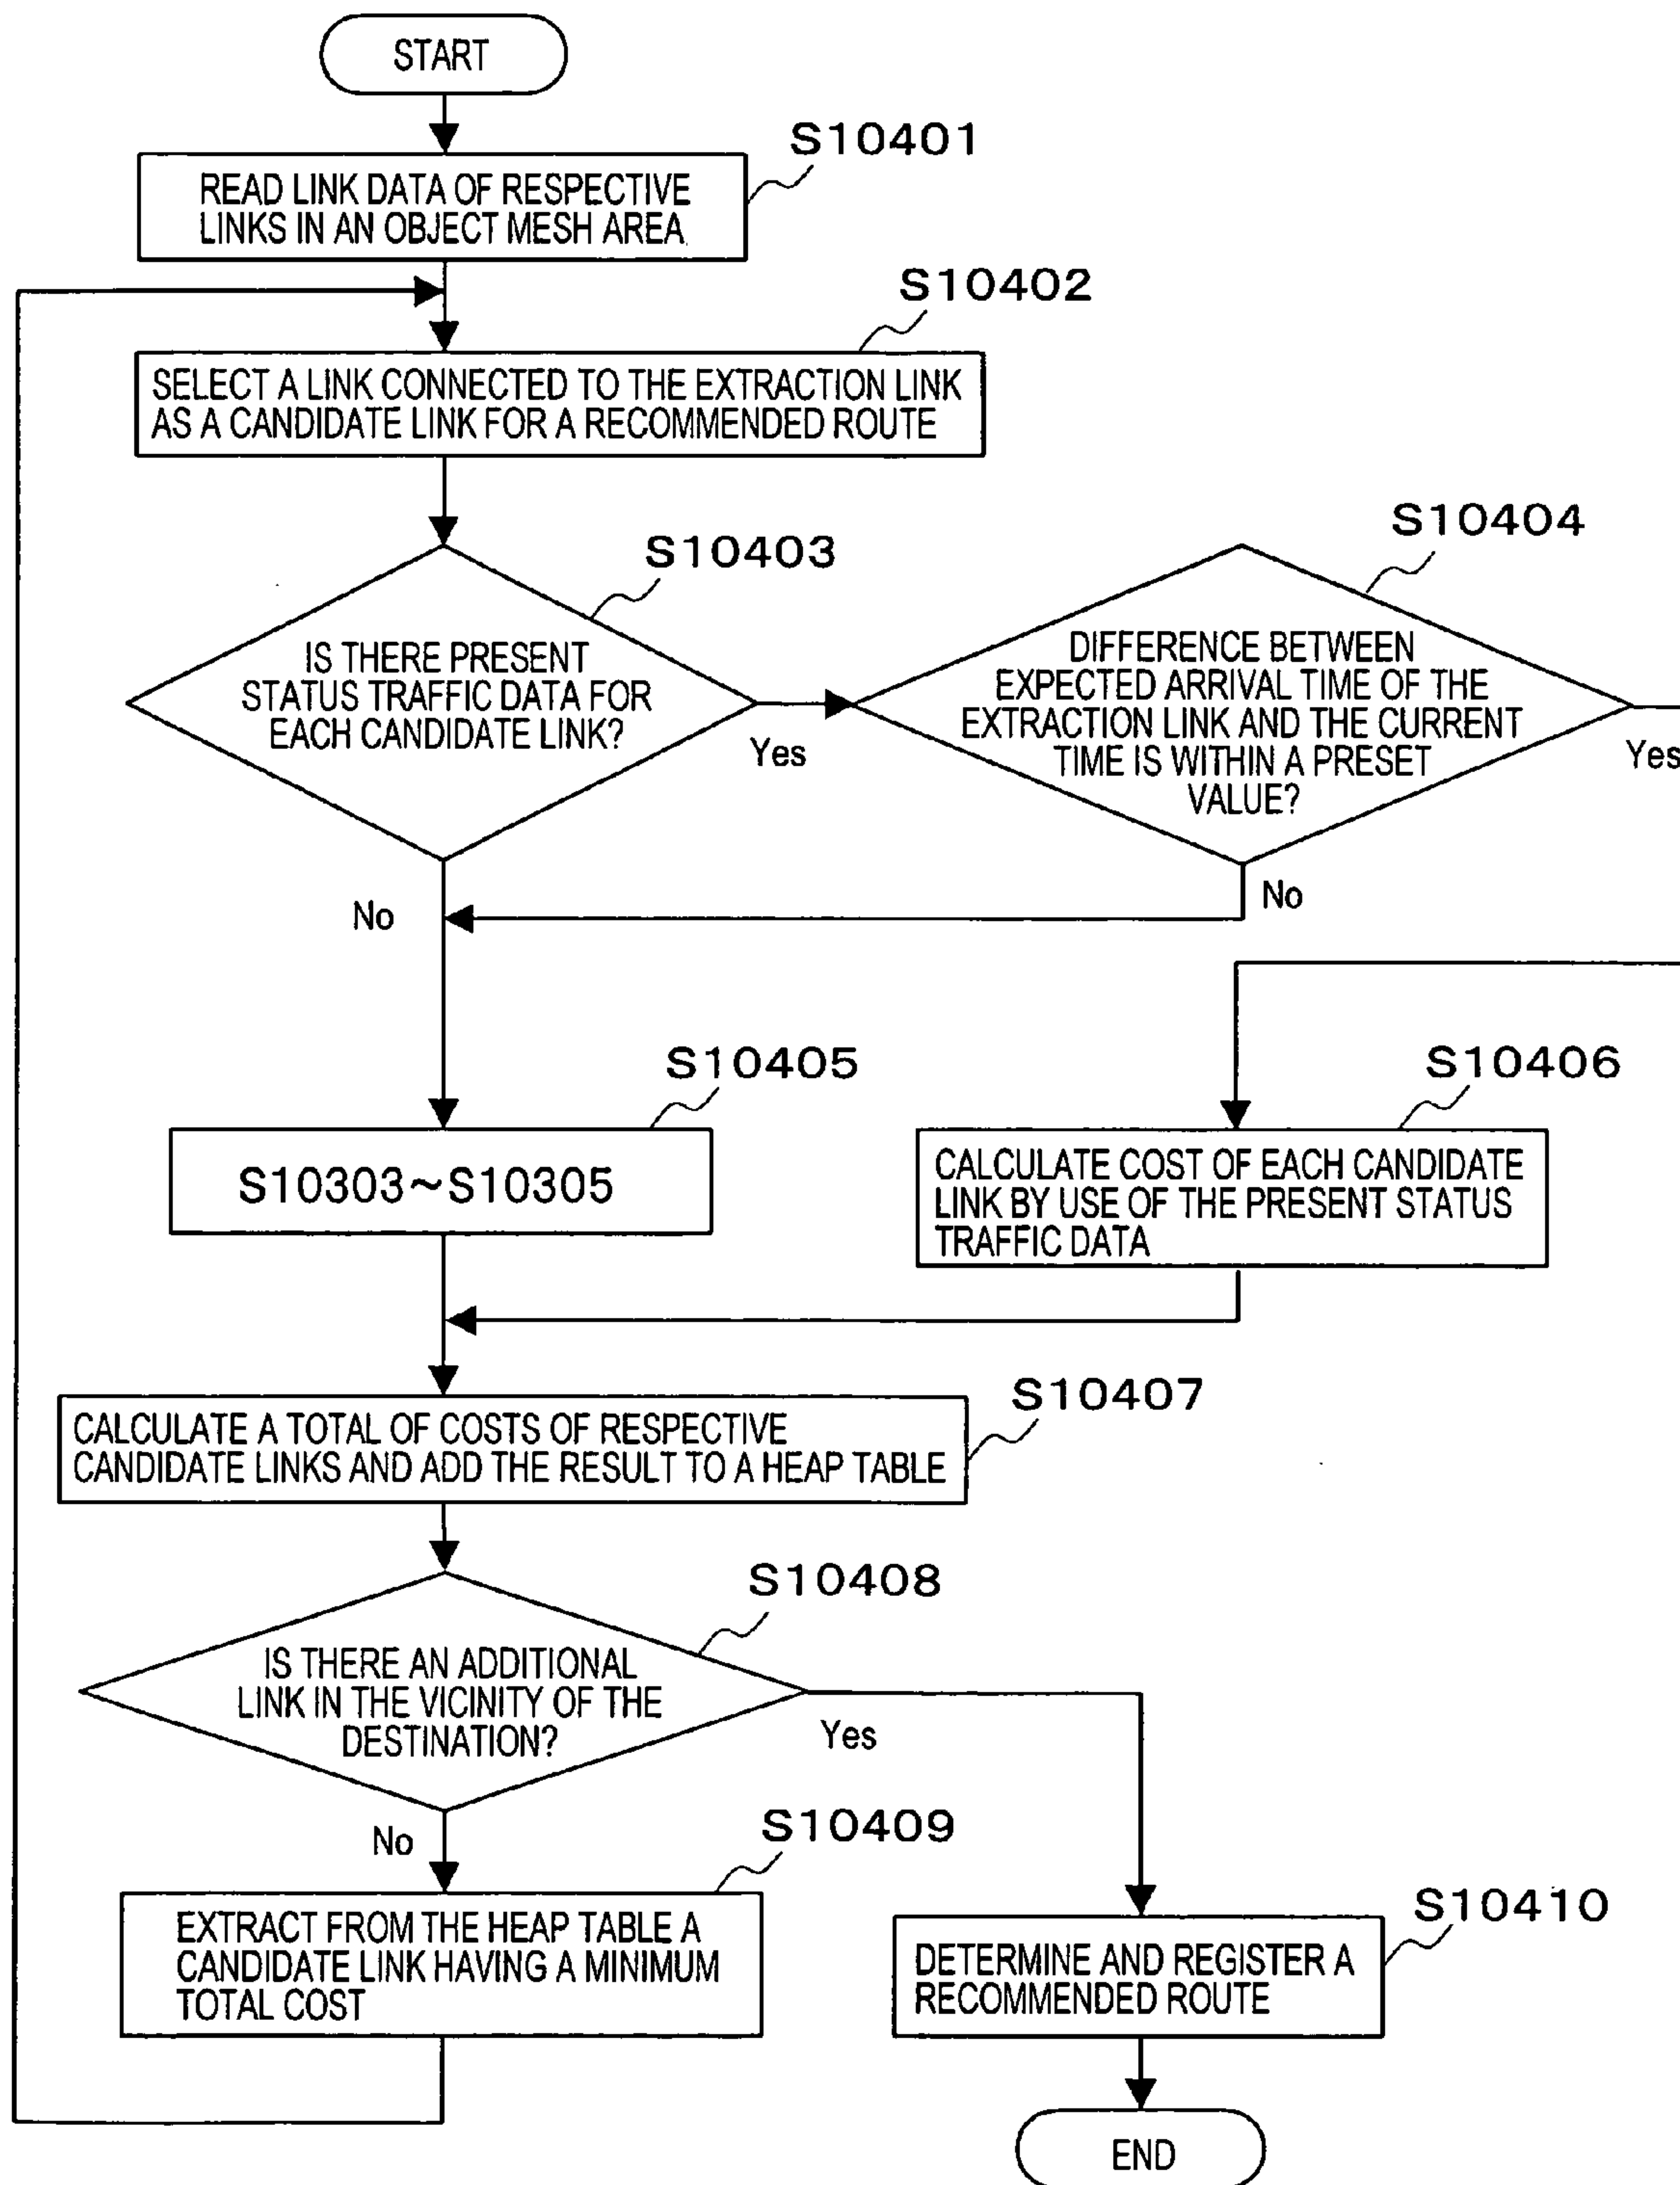 START
S10401
READ LINK DATA OF RESPECTIVE
LINKS IN AN OBJECT MESH AREA
S10402
SELECT A LINK CONNECTED TO THE EXTRACTION LINK
AS A CANDIDATE LINK FOR A RECOMMENDED ROUTE
S10403
IS THERE PRESENT
STATUS TRAFFIC DATA FOR
EACH CANDIDATE LINK?
Yes
No
S10404
DIFFERENCE BETWEEN
EXPECTED ARRIVAL TIME OF THE
EXTRACTION LINK AND THE CURRENT
TIME IS WITHIN A PRESET
VALUE?
Yes
No
S10405
S10303~S10305
S10406
CALCULATE COST OF EACH CANDIDATE
LINK BY USE OF THE PRESENT STATUS
TRAFFIC DATA
S10407
CALCULATE A TOTAL OF COSTS OF RESPECTIVE
CANDIDATE LINKS AND ADD THE RESULT TO A HEAP TABLE
S10408
IS THERE AN ADDITIONAL
LINK IN THE VICINITY OF THE
DESTINATION?
Yes
No
S10409
EXTRACT FROM THE HEAP TABLE A
CANDIDATE LINK HAVING A MINIMUM
TOTAL COST
S10410
DETERMINE AND REGISTER A
RECOMMENDED ROUTE
END